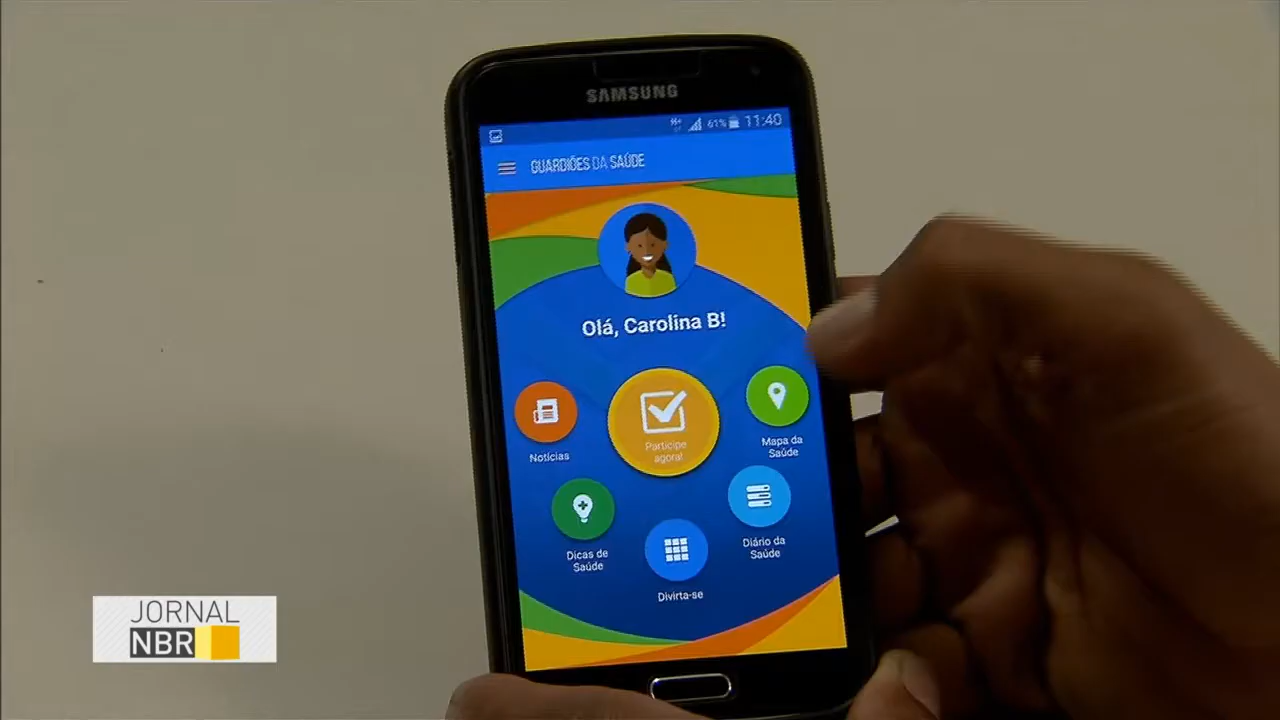 SAMSUNG
61% 11:40
GUARDIÕES DA SAÚDE
Olá, Carolina B!
Participe
agora!
Notícias
Mapa da
Saúde
Dicas de
Saúde
Diário da
Saúde
Divirta-se
JORNAL
NBR